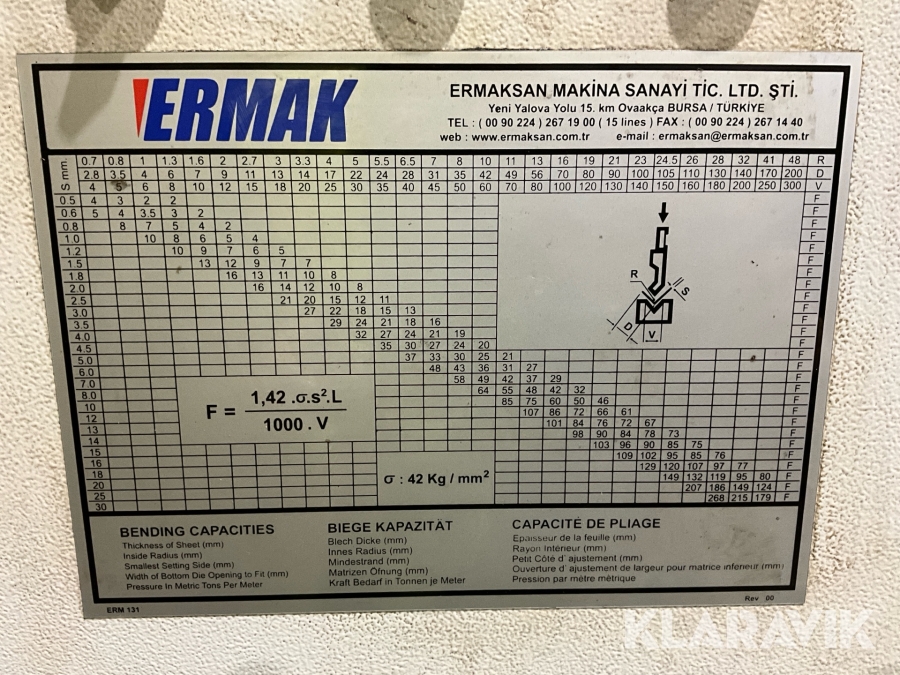 ERMAK
ERMAKSAN MAKİNA SANAYİ TİC. LTD. ŞTİ.
Yeni Yalova Yolu 15. km Ovaakça BURSA / TÜRKİYE
TEL : ( 00 90 224 ) 267 19 00 ( 15 lines ) FAX : ( 00 90 224 ) 267 14 40
web : www.ermaksan.com.tr e-mail : ermaksan@ermaksan.com.tr
S mm. 0.7 0.8 1 1.3 1.6 2 2.7 3 3.3 4 5 5.5 6.5 7 8 10 11 13 16 19 21 23 24.5 26 28 32 41 48 R
2.8 3.5 4 6 7 9 11 13 14 17 22 24 28 31 35 42 49 56 70 80 90 100 105 110 130 140 170 200 D
4 5 6 8 10 12 15 18 20 25 30 35 40 45 50 60 70 80 100 120 130 140 150 160 180 200 250 300 V
0.5 4 3 2 2 F
0.6 5 4 3.5 3 2 F
0.8 8 7 5 4 2 F
1.0 10 8 6 5 4 F
1.2 10 9 7 6 5 F
1.5 13 12 9 7 7 F
1.8 16 13 11 10 8 F
2.0 16 14 12 10 8 F
2.5 21 20 15 12 11 F
3.0 27 22 18 15 13 F
3.5 29 24 21 18 16 F
4.0 32 27 24 21 19 F
4.5 35 30 27 24 20 F
5.0 37 33 30 25 21 F
6.0 48 43 36 31 27 F
7.0 58 49 42 37 29 F
8.0 64 55 48 42 32 F
10 85 75 60 50 46 F
12 107 86 72 66 61 F
13 101 84 76 72 67 F
14 98 90 84 78 73 F
15 103 96 90 85 75 F
16 109 102 95 85 76 F
18 129 120 107 97 77 F
20 149 132 119 95 80 F
25 207 186 149 124 F
30 268 215 179 F
R S D V
F = 1,42 .σ.s².L
1000 . V
σ : 42 Kg / mm²
BENDING CAPACITIES
Thickness of Sheet (mm)
Inside Radius (mm)
Smallest Setting Side (mm)
Width of Bottom Die Opening to Fit (mm)
Pressure In Metric Tons Per Meter
BIEGE KAPAZITÄT
Blech Dicke (mm)
Innes Radius (mm)
Mindestrand (mm)
Matrizen Öfnung (mm)
Kraft Bedarf in Tonnen je Meter
CAPACITÉ DE PLIAGE
Epaisseur de la feuille (mm)
Rayon Intérieur (mm)
Petit Côté d' ajustement (mm)
Ouverture d' ajustement de largeur pour matrice inférieur (mm)
Pression par métre métrique
ERM 131
Rev 00
KLARAVIK